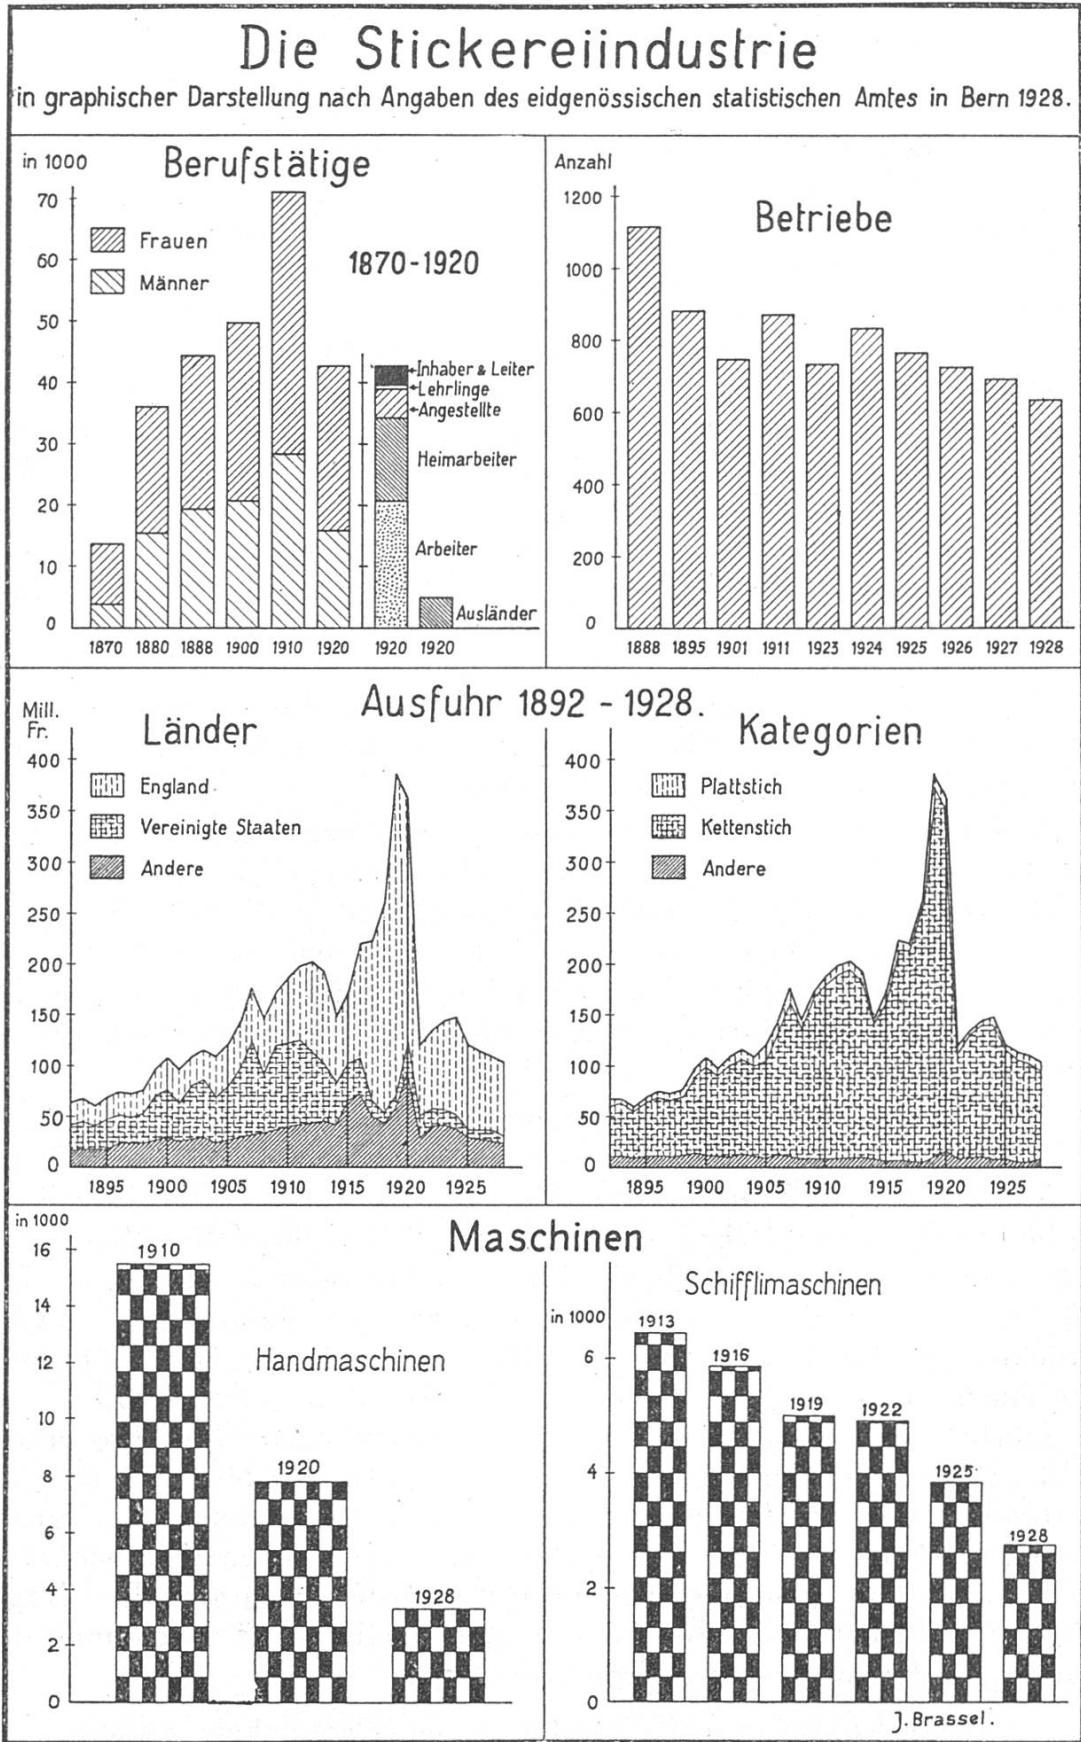 Die Stickereiindustrie
in graphischer Darstellung nach Angaben des eidgenössischen statistischen Amtes in Bern 1928.
in 1000
Berufstätige
70
60
50
40
30
20
10
0
Frauen
Männer
1870-1920
Inhaber & Leiter
Lehrlinge
Angestellte
Heimarbeiter
Arbeiter
Ausländer
1870 1880 1888 1900 1910 1920 1920 1920
Anzahl
Betriebe
1200
1000
800
600
400
200
0
1888 1895 1901 1911 1923 1924 1925 1926 1927 1928
Ausfuhr 1892 - 1928.
Mill.
Fr.
Länder
400
350
300
250
200
150
100
50
0
England
Vereinigte Staaten
Andere
1895 1900 1905 1910 1915 1920 1925
Kategorien
400
350
300
250
200
150
100
50
0
Plattstich
Kettenstich
Andere
1895 1900 1905 1910 1915 1920 1925
Maschinen
in 1000
16
14
12
10
8
6
4
2
0
1910
Handmaschinen
1920
1928
Schifflimaschinen
in 1000
6
4
2
0
1913
1916
1919
1922
1925
1928
J. Brassel.